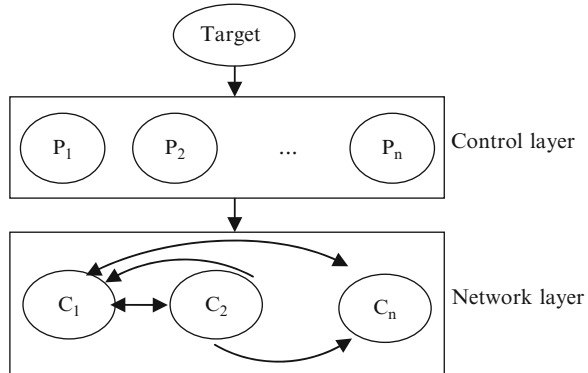 Target
P₁ P₂ ... Pₙ Control layer
C₁ C₂ Cₙ Network layer